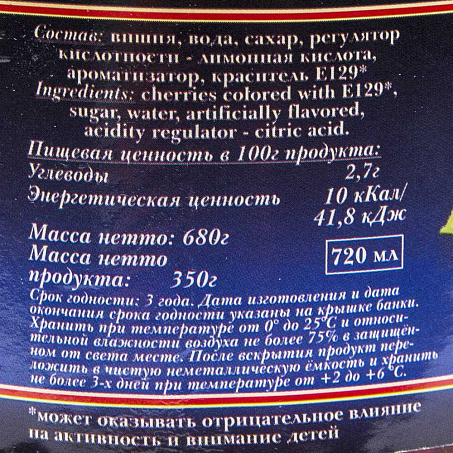 Состав: вишня, вода, сахар, регулятор
кислотности - лимонная кислота,
ароматизатор, краситель Е129*
Ingredients: cherries colored with E129*,
sugar, water, artificially flavored,
acidity regulator - citric acid.
Пищевая ценность в 100г продукта:
Углеводы 2,7г
Энергетическая ценность 10 кКал/
41,8 кДж
Масса нетто: 680г
Масса нетто 720 мл
продукта: 350г
Срок годности: 3 года. Дата изготовления и дата
окончания срока годности указаны на крышке банки.
Хранить при температуре от 0° до 25°С и относи-
тельной влажности воздуха не более 75% в защищён-
ном от света месте. После вскрытия продукт пере-
ложить в чистую неметаллическую ёмкость и хранить
не более 3-х дней при температуре от +2 до +6°С.
*может оказывать отрицательное влияние
на активность и внимание детей